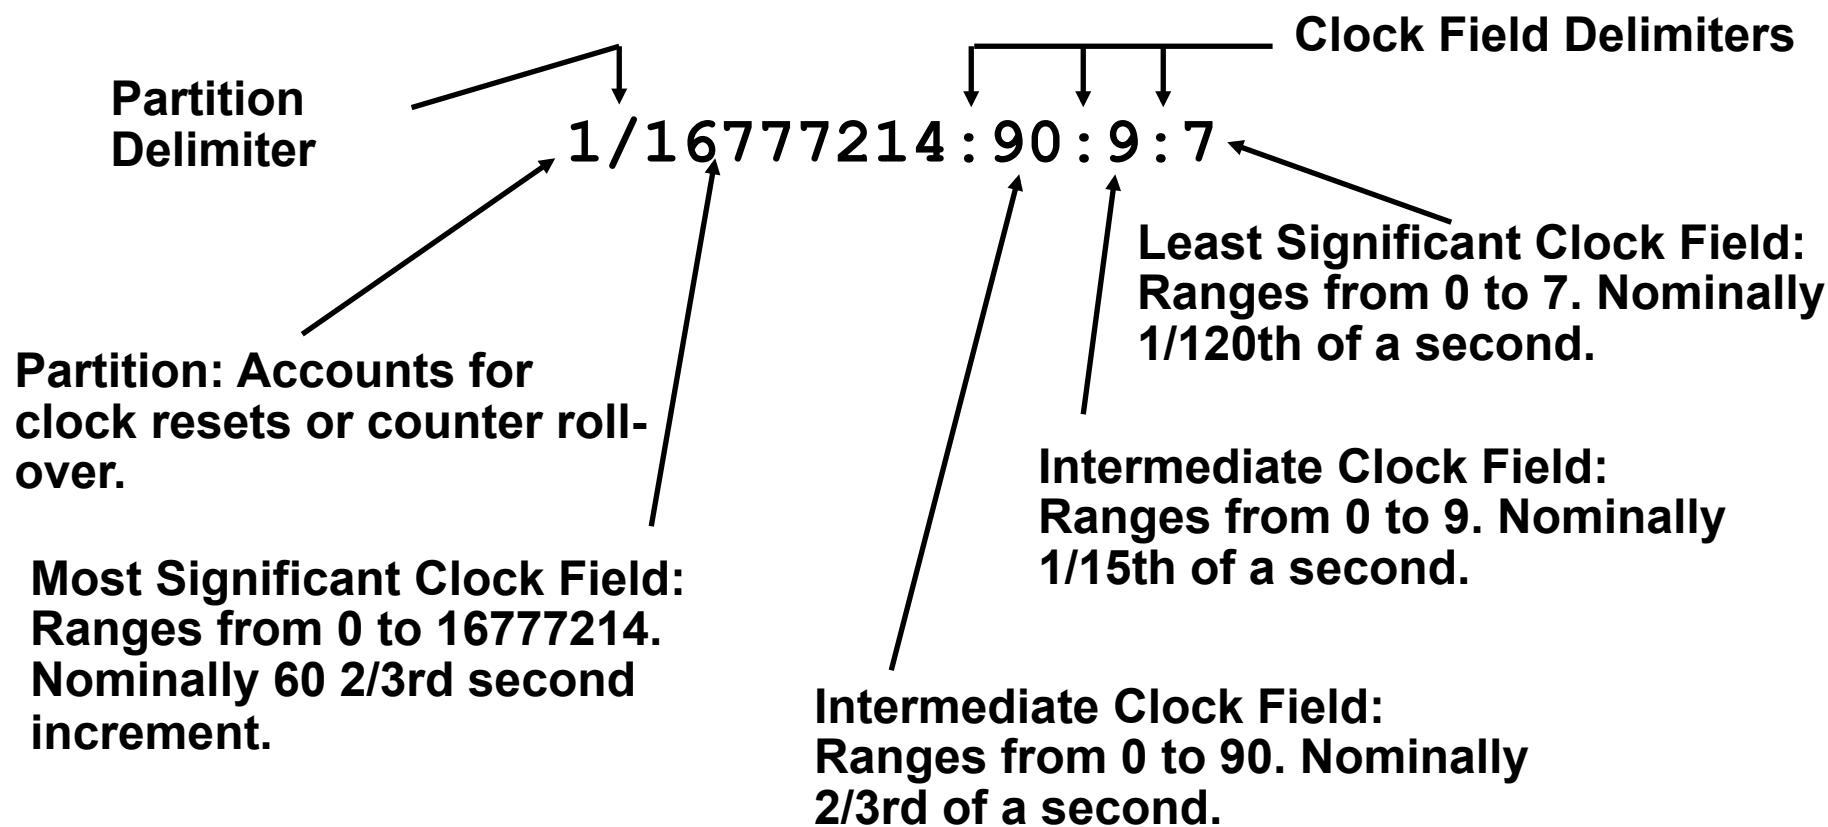 Clock Field Delimiters
Partition
Delimiter
1/16777214:90:9:7
Least Significant Clock Field:
Ranges from 0 to 7. Nominally
1/120th of a second.
Partition: Accounts for
clock resets or counter roll-
over.
Intermediate Clock Field:
Ranges from 0 to 9. Nominally
1/15th of a second.
Most Significant Clock Field:
Ranges from 0 to 16777214.
Nominally 60 2/3rd second
increment.
Intermediate Clock Field:
Ranges from 0 to 90. Nominally
2/3rd of a second.